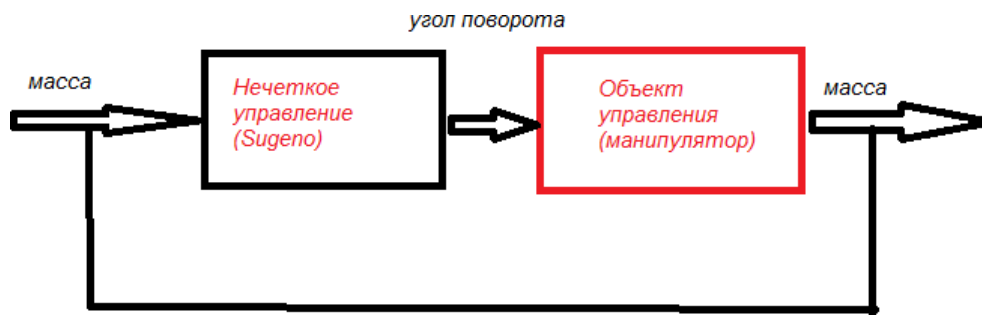 угол поворота
масса
Нечеткое
управление
(Sugeno)
Объект
управления
(манипулятор)
масса